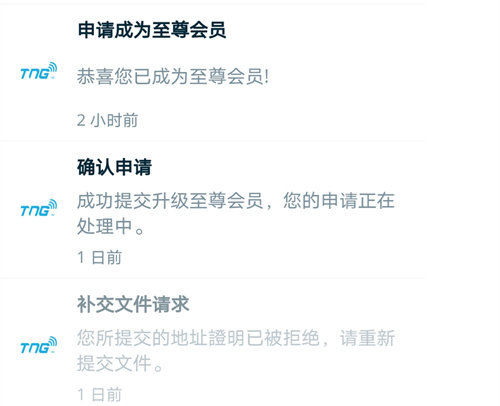 申请成为至尊会员
TNG
恭喜您已成为至尊会员!
2 小时前
确认申请
TNG
成功提交升级至尊会员，您的申请正在
处理中。
1 日前
补交文件请求
TNG
您所提交的地址證明已被拒绝，请重新
提交文件。
1 日前